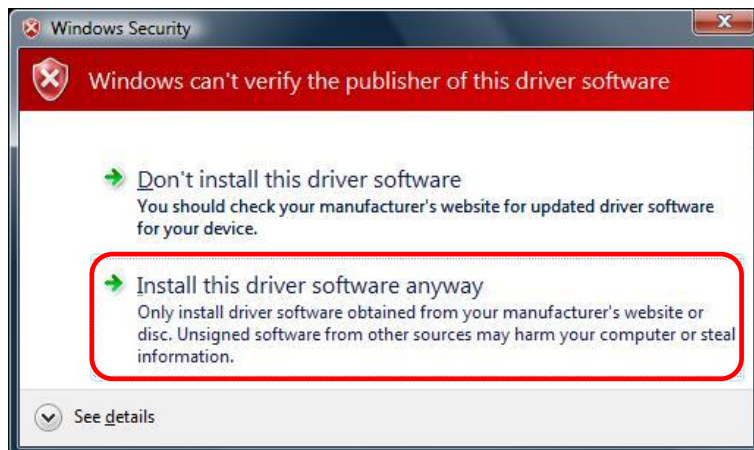 Windows Security
Windows can't verify the publisher of this driver software
Don't install this driver software
You should check your manufacturer's website for updated driver software
for your device.
Install this driver software anyway
Only install driver software obtained from your manufacturer's website or
disc. Unsigned software from other sources may harm your computer or steal
information.
See details